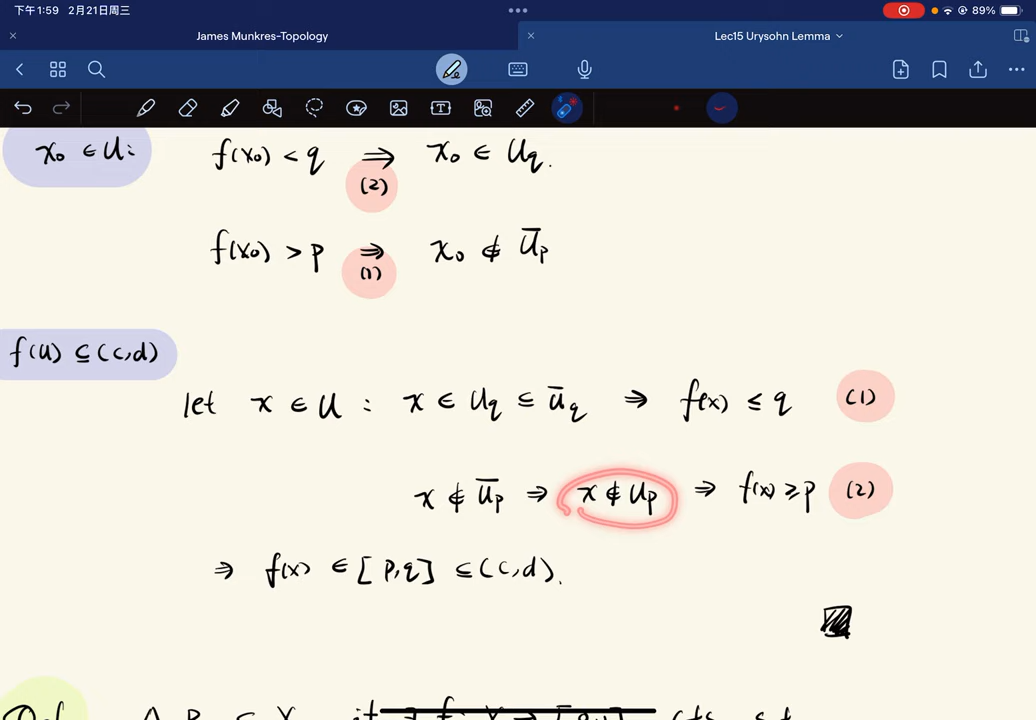 下午1:59 2月21日周三
89%
James Munkres-Topology
Lec15 Urysohn Lemma
x₀ ∈ U: f(x₀) < q ⇒ x₀ ∈ U_q.
(2)
f(x₀) > p ⇒ x₀ ∉ Ū_p
(1)
f(U) ⊆ (c,d)
let x ∈ U : x ∈ U_q ⊆ Ū_q ⇒ f(x) ≤ q (1)
x ∉ Ū_p ⇒ x ∉ U_p ⇒ f(x) ≥ p (2)
⇒ f(x) ∈ [p,q] ⊆ (c,d).